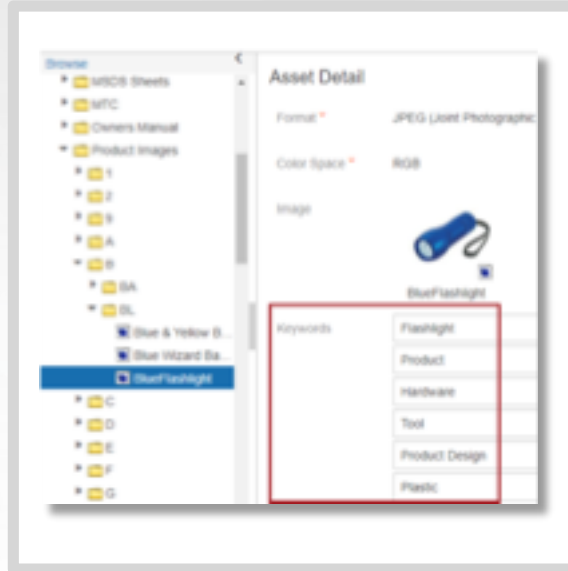 Browse
MSDS Sheets
MTC
Owners Manual
Product Images
1
2
9
A
B
BA
BL
Blue & Yellow B...
Blue Wizard Ba...
BlueFlashlight
C
D
E
F
G
Asset Detail
Format *
JPEG (Joint Photographic
Color Space *
RGB
Image
BlueFlashlight
Keywords
Flashlight
Product
Hardware
Tool
Product Design
Plastic